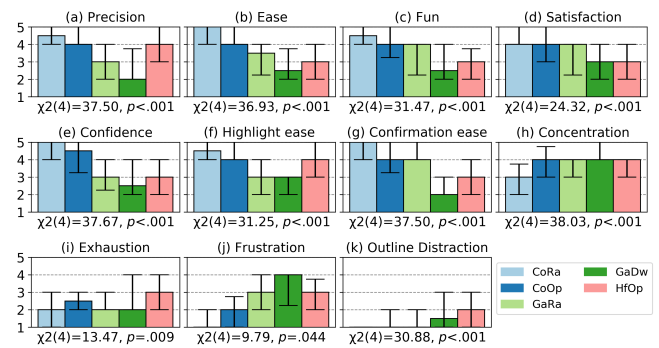 (a) Precision (b) Ease (c) Fun (d) Satisfaction
5
4
3
2
1
χ2(4)=37.50, p<.001 χ2(4)=36.93, p<.001 χ2(4)=31.47, p<.001 χ2(4)=24.32, p<.001
(e) Confidence (f) Highlight ease (g) Confirmation ease (h) Concentration
5
4
3
2
1
χ2(4)=37.67, p<.001 χ2(4)=31.25, p<.001 χ2(4)=37.50, p<.001 χ2(4)=38.03, p<.001
(i) Exhaustion (j) Frustration (k) Outline Distraction
5
4
3
2
1
CoRa GaDw
CoOp HfOp
GaRa
χ2(4)=13.47, p=.009 χ2(4)=9.79, p=.044 χ2(4)=30.88, p<.001